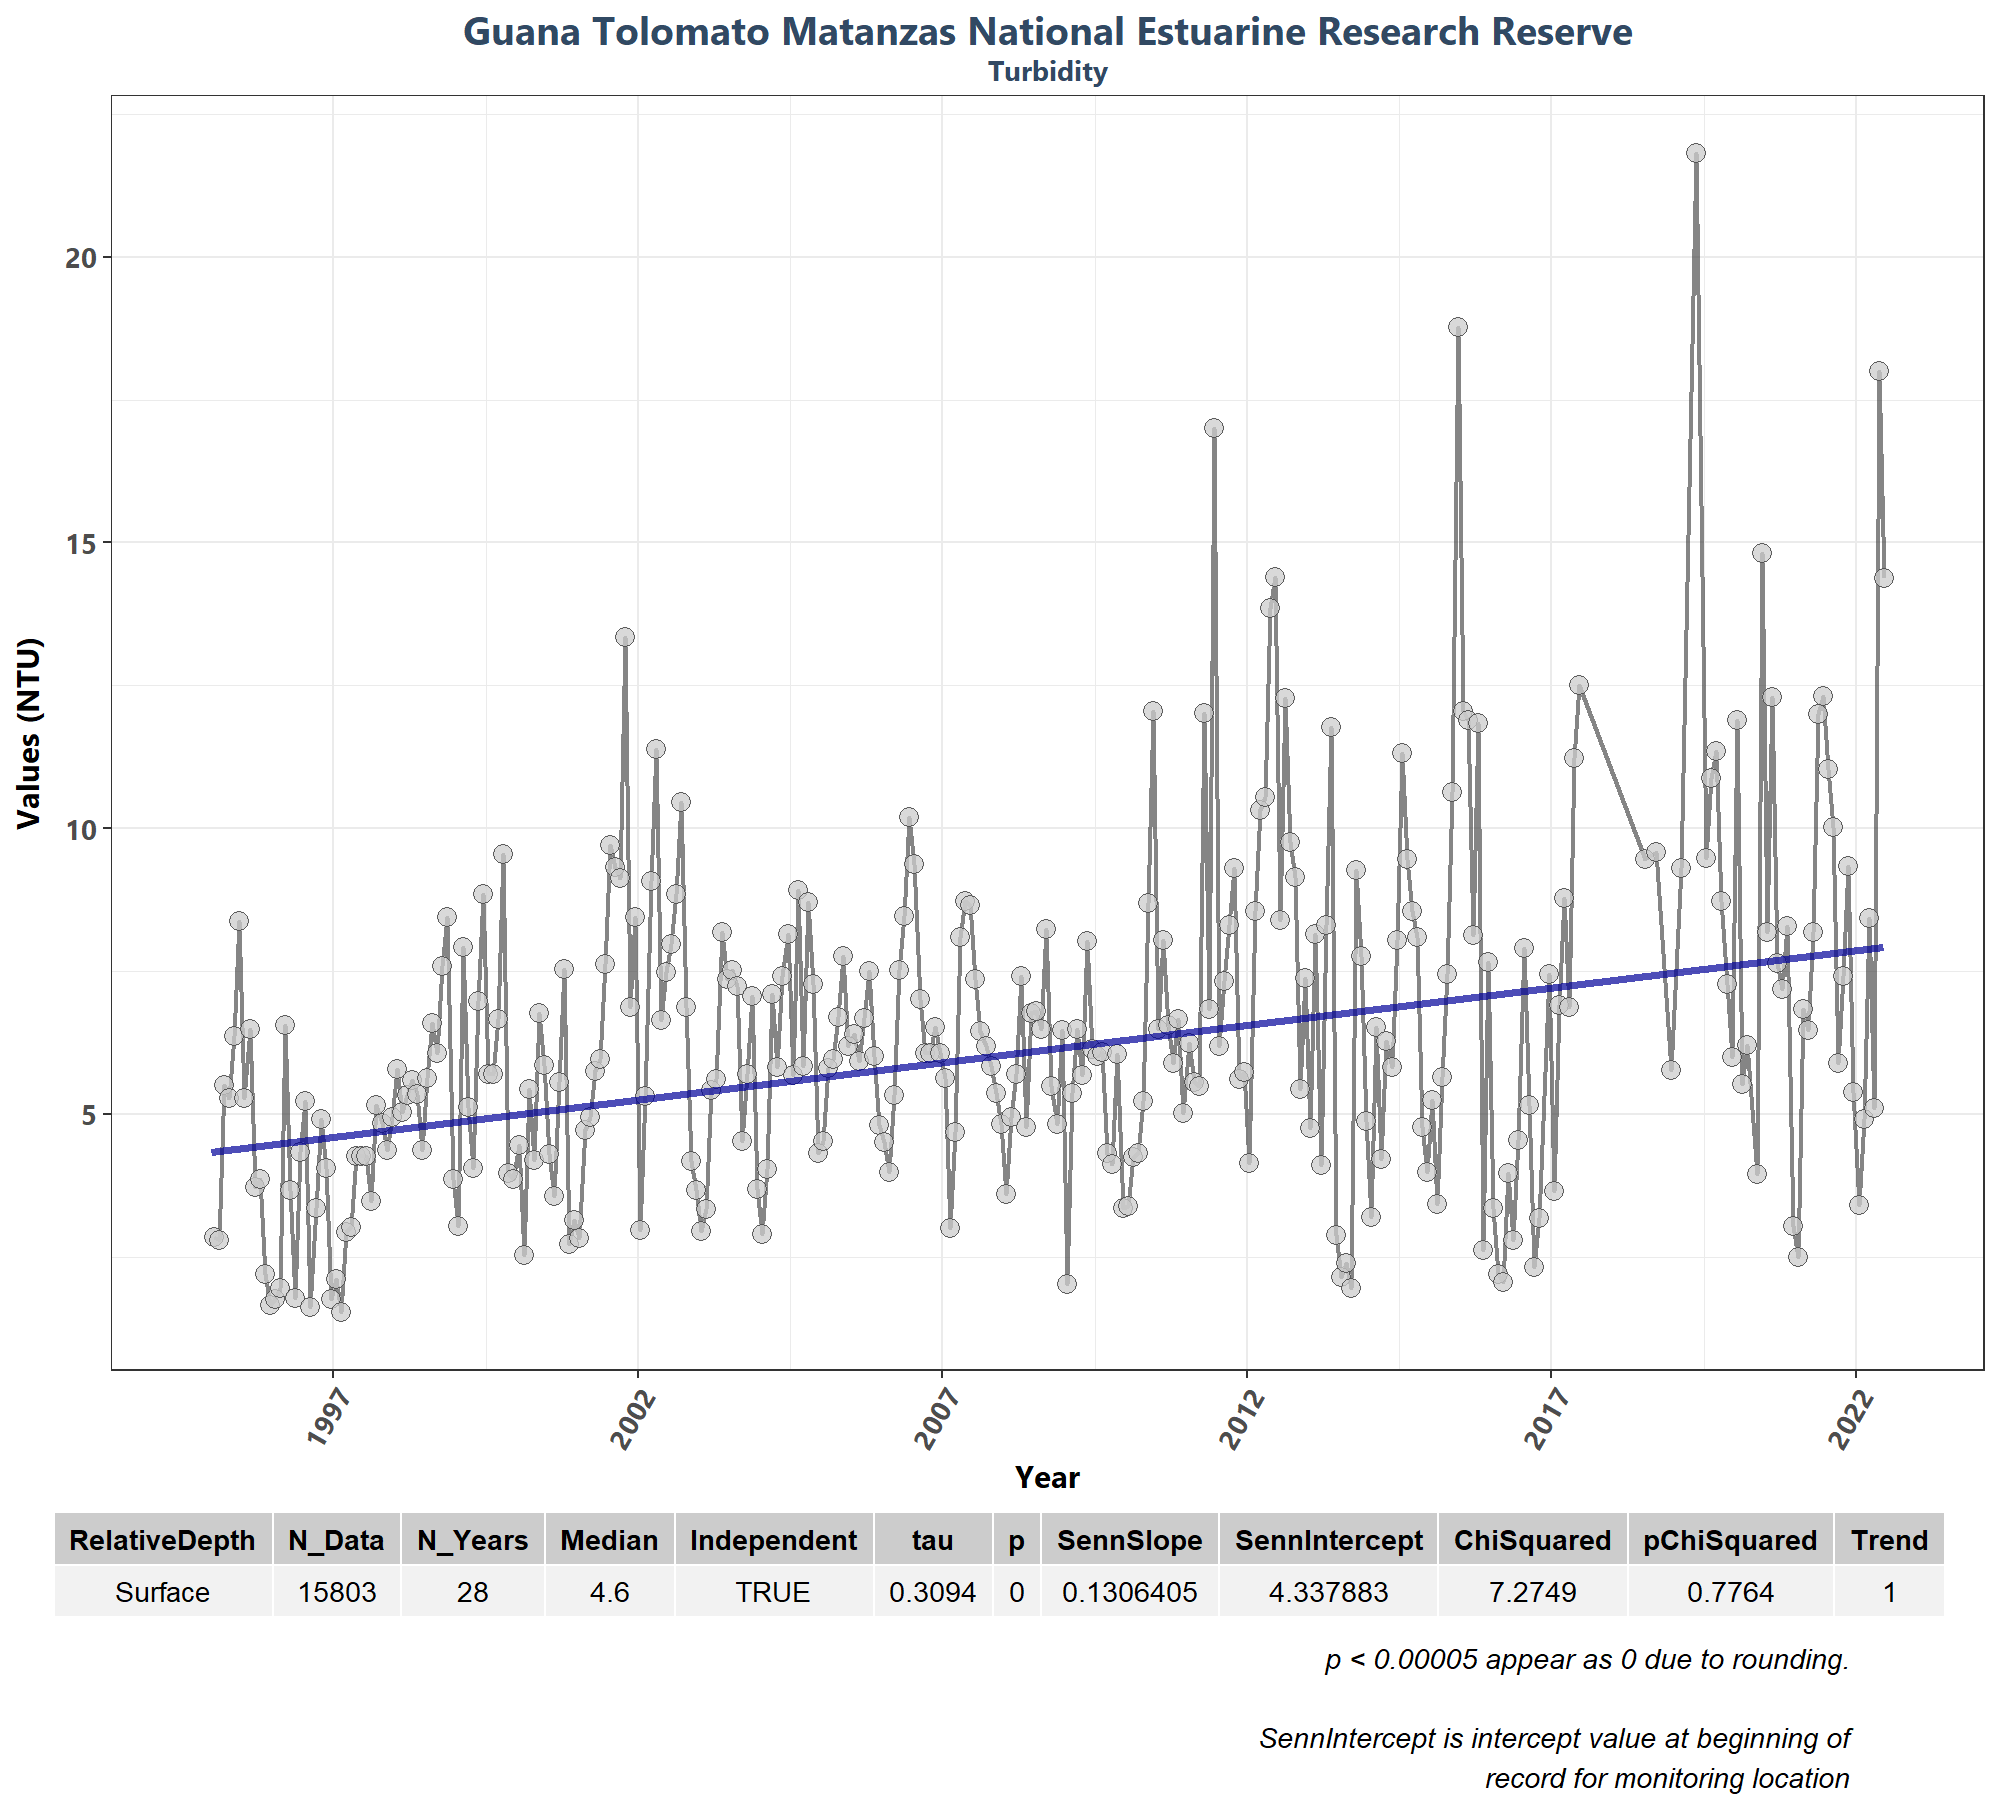 Guana Tolomato Matanzas National Estuarine Research Reserve
Turbidity
Values (NTU)
20
15
10
5
1997
2002
2007
2012
2017
2022
Year
RelativeDepth N_Data N_Years Median Independent tau p SennSlope SennIntercept ChiSquared pChiSquared Trend
Surface 15803 28 4.6 TRUE 0.3094 0 0.1306405 4.337883 7.2749 0.7764 1
p < 0.00005 appear as 0 due to rounding.
SennIntercept is intercept value at beginning of
record for monitoring location